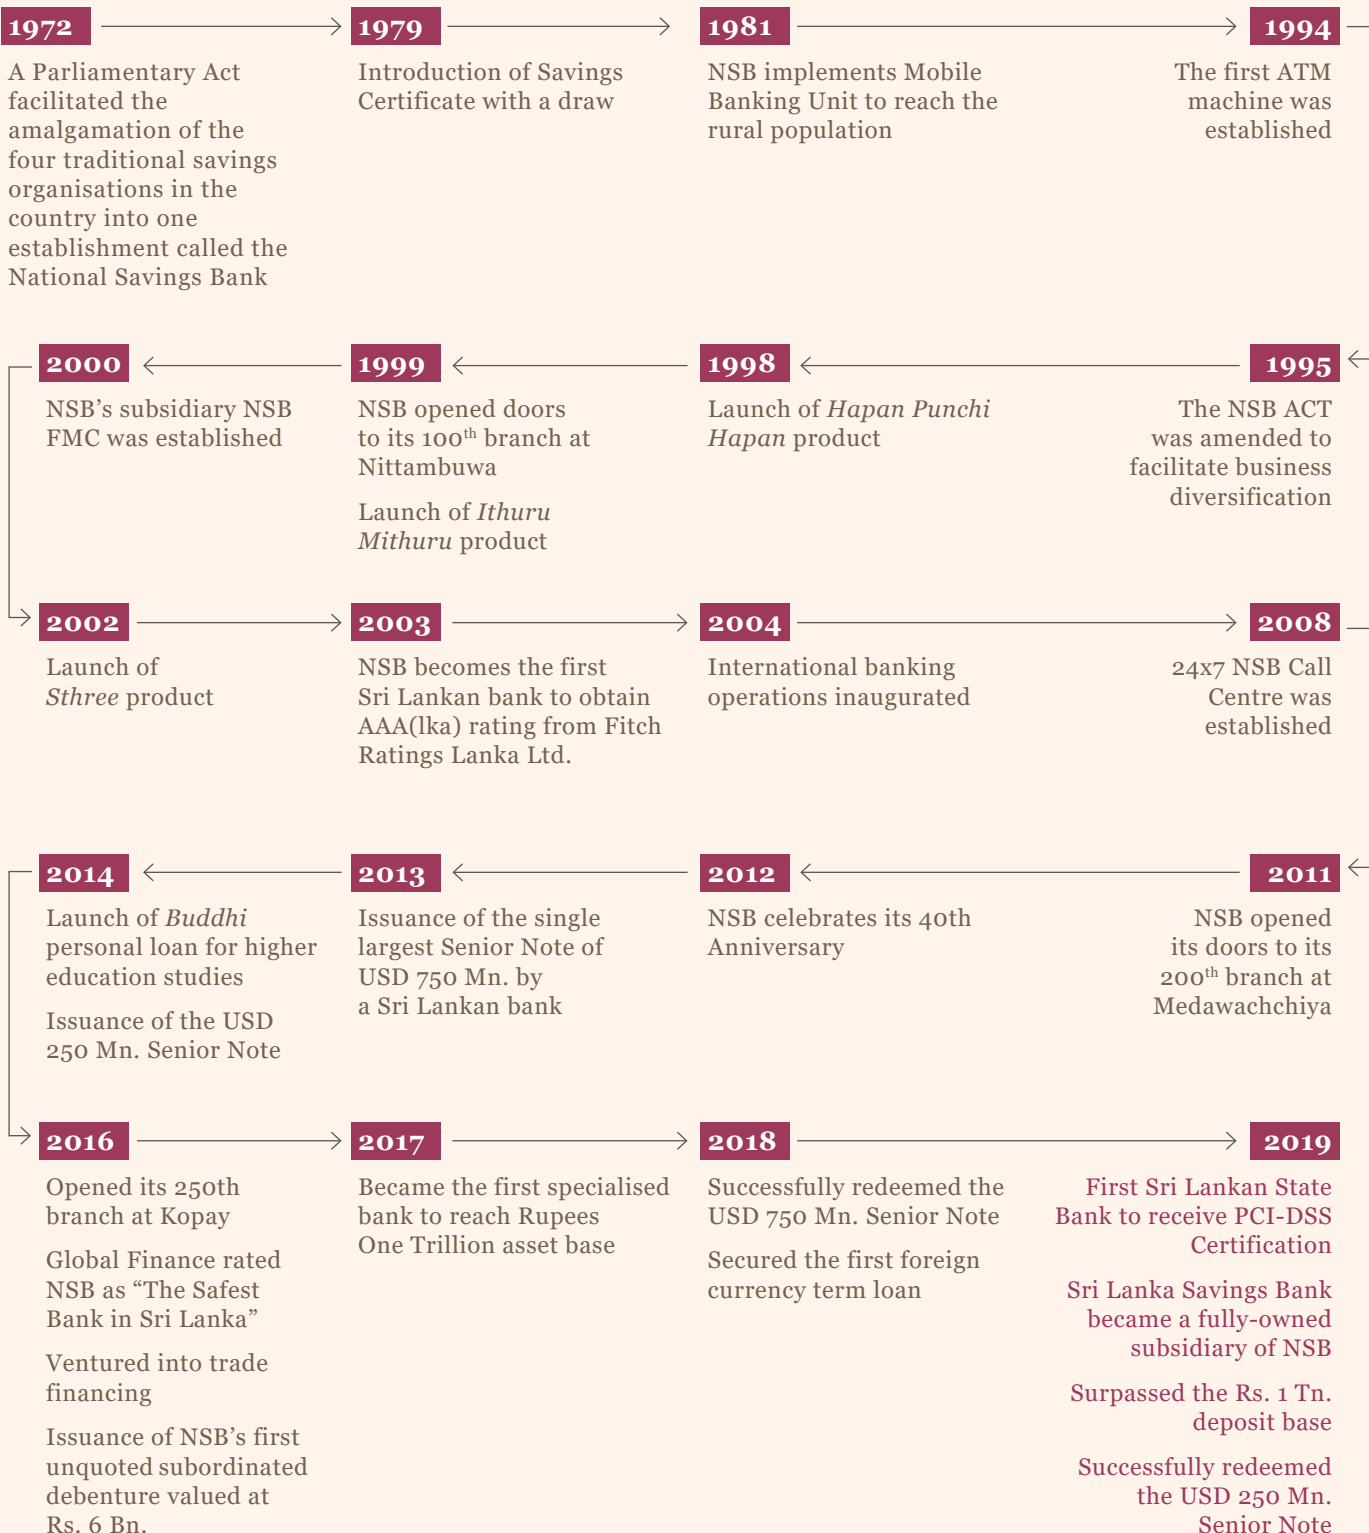 1972
A Parliamentary Act
facilitated the
amalgamation of the
four traditional savings
organisations in the
country into one
establishment called the
National Savings Bank
1979
Introduction of Savings
Certificate with a draw
1981
NSB implements Mobile
Banking Unit to reach the
rural population
1994
The first ATM
machine was
established
1995
The NSB ACT
was amended to
facilitate business
diversification
1998
Launch of Hapan Punchi
Hapan product
1999
NSB opened doors
to its 100th branch at
Nittambuwa
Launch of Ithuru
Mithuru product
2000
NSB’s subsidiary NSB
FMC was established
2002
Launch of
Sthree product
2003
NSB becomes the first
Sri Lankan bank to obtain
AAA(lka) rating from Fitch
Ratings Lanka Ltd.
2004
International banking
operations inaugurated
2008
24x7 NSB Call
Centre was
established
2011
NSB opened
its doors to its
200th branch at
Medawachchiya
2012
NSB celebrates its 40th
Anniversary
2013
Issuance of the single
largest Senior Note of
USD 750 Mn. by
a Sri Lankan bank
2014
Launch of Buddhi
personal loan for higher
education studies
Issuance of the USD
250 Mn. Senior Note
2016
Opened its 250th
branch at Kopay
Global Finance rated
NSB as “The Safest
Bank in Sri Lanka”
Ventured into trade
financing
Issuance of NSB’s first
unquoted subordinated
debenture valued at
Rs. 6 Bn.
2017
Became the first specialised
bank to reach Rupees
One Trillion asset base
2018
Successfully redeemed the
USD 750 Mn. Senior Note
Secured the first foreign
currency term loan
2019
First Sri Lankan State
Bank to receive PCI-DSS
Certification
Sri Lanka Savings Bank
became a fully-owned
subsidiary of NSB
Surpassed the Rs. 1 Tn.
deposit base
Successfully redeemed
the USD 250 Mn.
Senior Note